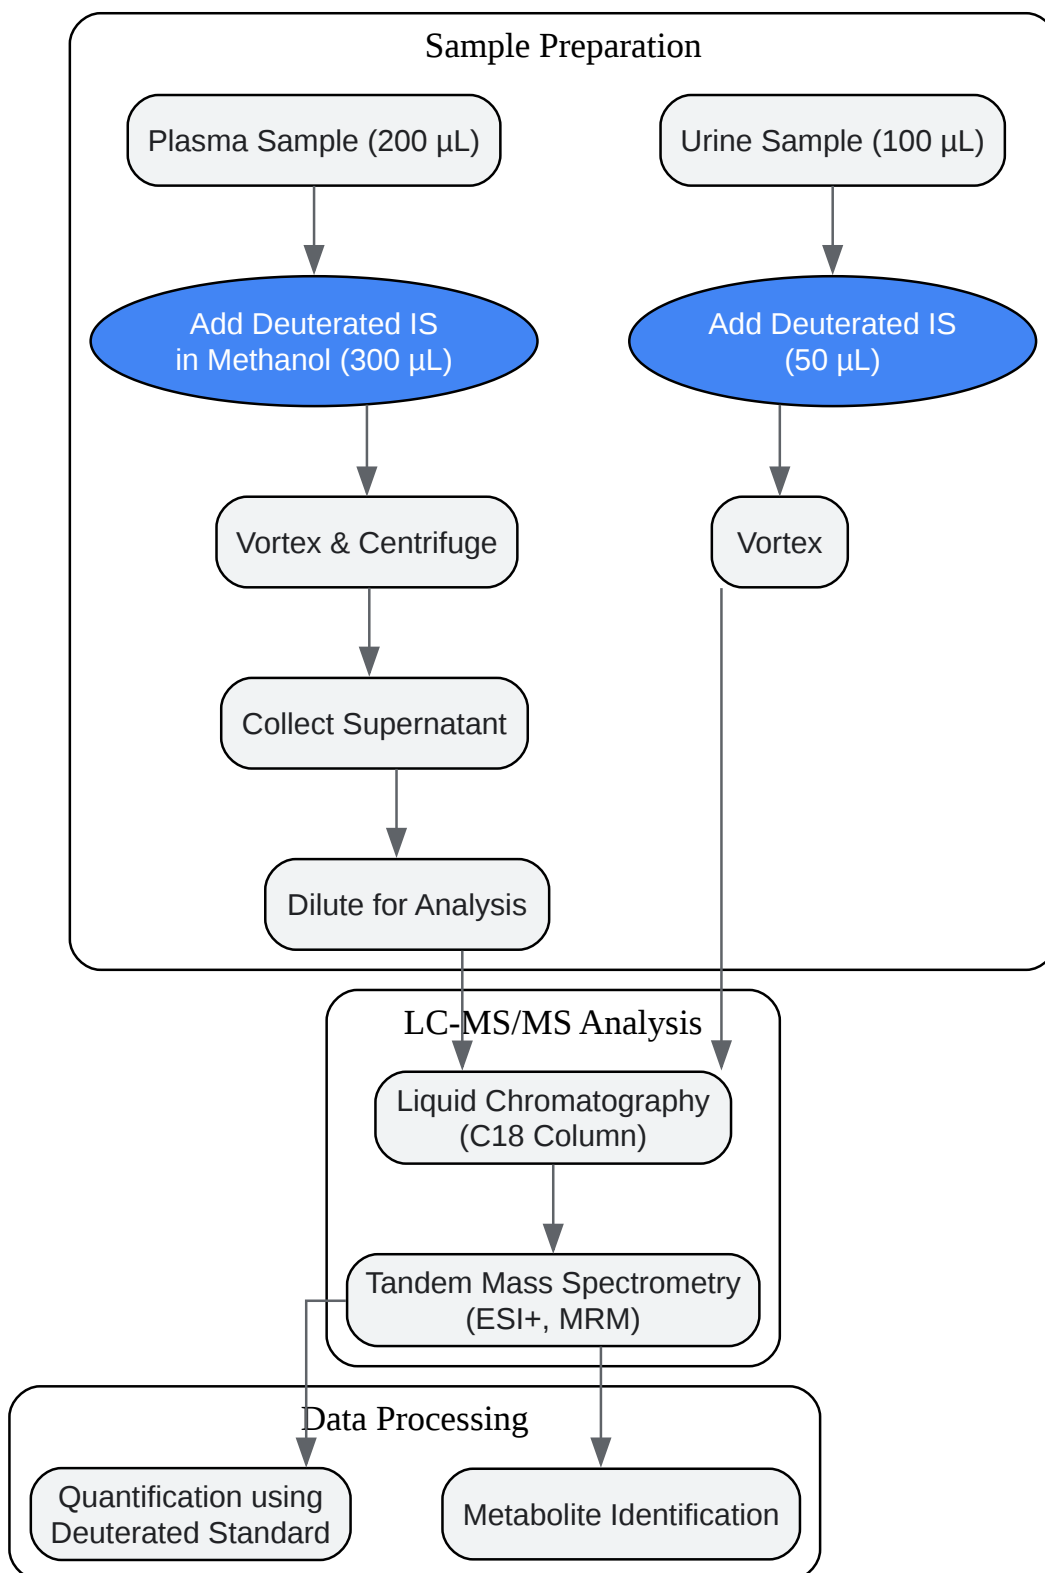 Sample Preparation
Plasma Sample (200 µL)
Urine Sample (100 µL)
Add Deuterated IS
in Methanol (300 µL)
Add Deuterated IS
(50 µL)
Vortex & Centrifuge
Vortex
Collect Supernatant
Dilute for Analysis
LC-MS/MS Analysis
Liquid Chromatography
(C18 Column)
Tandem Mass Spectrometry
(ESI+, MRM)
Data Processing
Quantification using
Deuterated Standard
Metabolite Identification